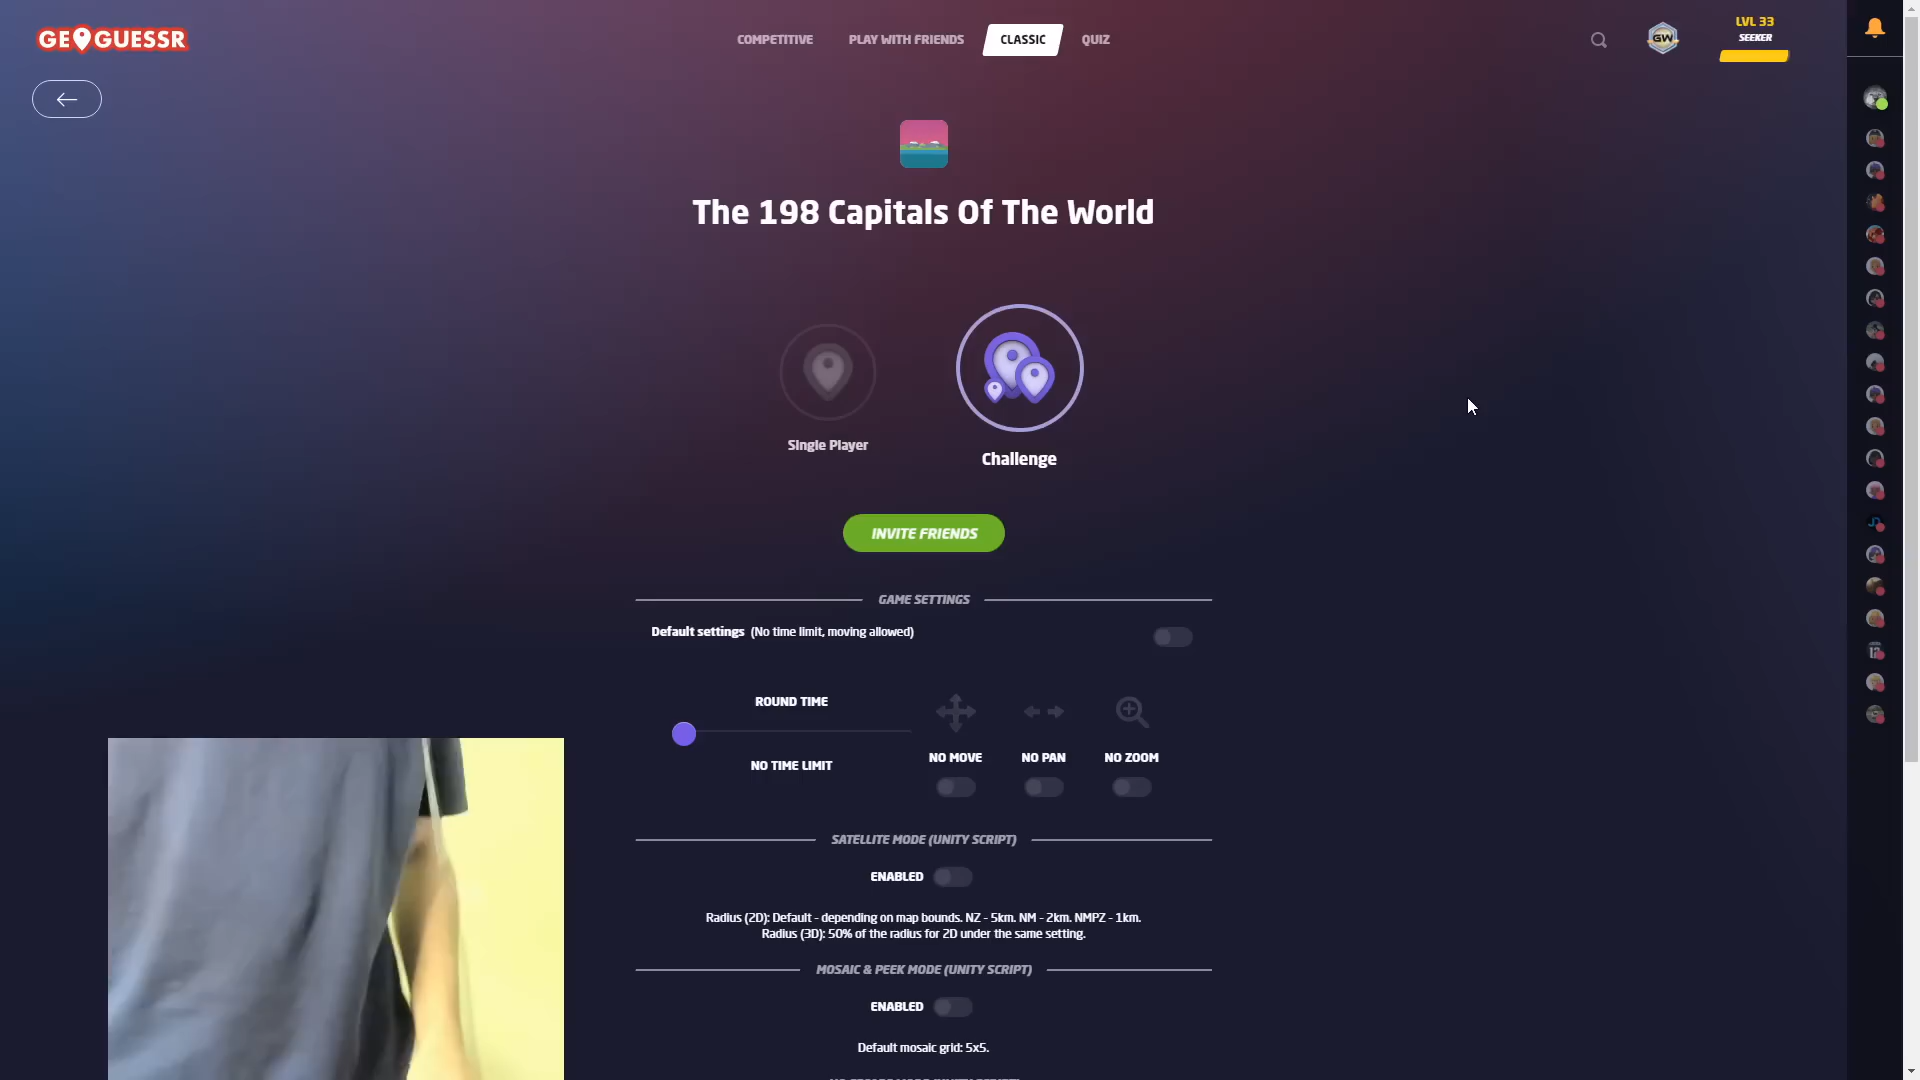 GEOGUESSR
COMPETITIVE
PLAY WITH FRIENDS
CLASSIC
QUIZ
GW
LVL 33
SEEKER
The 198 Capitals Of The World
Single Player
Challenge
INVITE FRIENDS
GAME SETTINGS
Default settings (No time limit, moving allowed)
ROUND TIME
NO TIME LIMIT
NO MOVE
NO PAN
NO ZOOM
SATELLITE MODE (UNITY SCRIPT)
ENABLED
Radius (2D): Default - depending on map bounds. NZ - 5km. NM - 2km. NMPZ - 1km.
Radius (3D): 50% of the radius for 2D under the same setting.
MOSAIC & PEEK MODE (UNITY SCRIPT)
ENABLED
Default mosaic grid: 5x5.